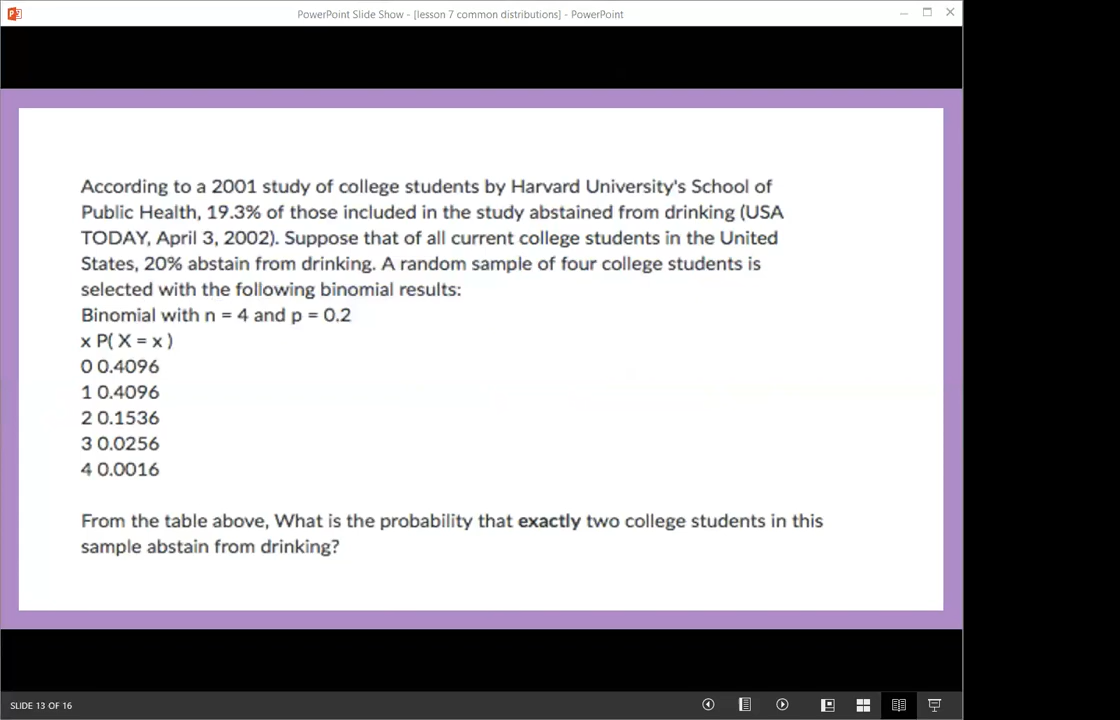 PowerPoint Slide Show - [lesson 7 common distributions] - PowerPoint
According to a 2001 study of college students by Harvard University's School of
Public Health, 19.3% of those included in the study abstained from drinking (USA
TODAY, April 3, 2002). Suppose that of all current college students in the United
States, 20% abstain from drinking. A random sample of four college students is
selected with the following binomial results:
Binomial with n = 4 and p = 0.2
x P( X = x )
0 0.4096
1 0.4096
2 0.1536
3 0.0256
4 0.0016
From the table above, What is the probability that exactly two college students in this
sample abstain from drinking?
SLIDE 13 OF 16